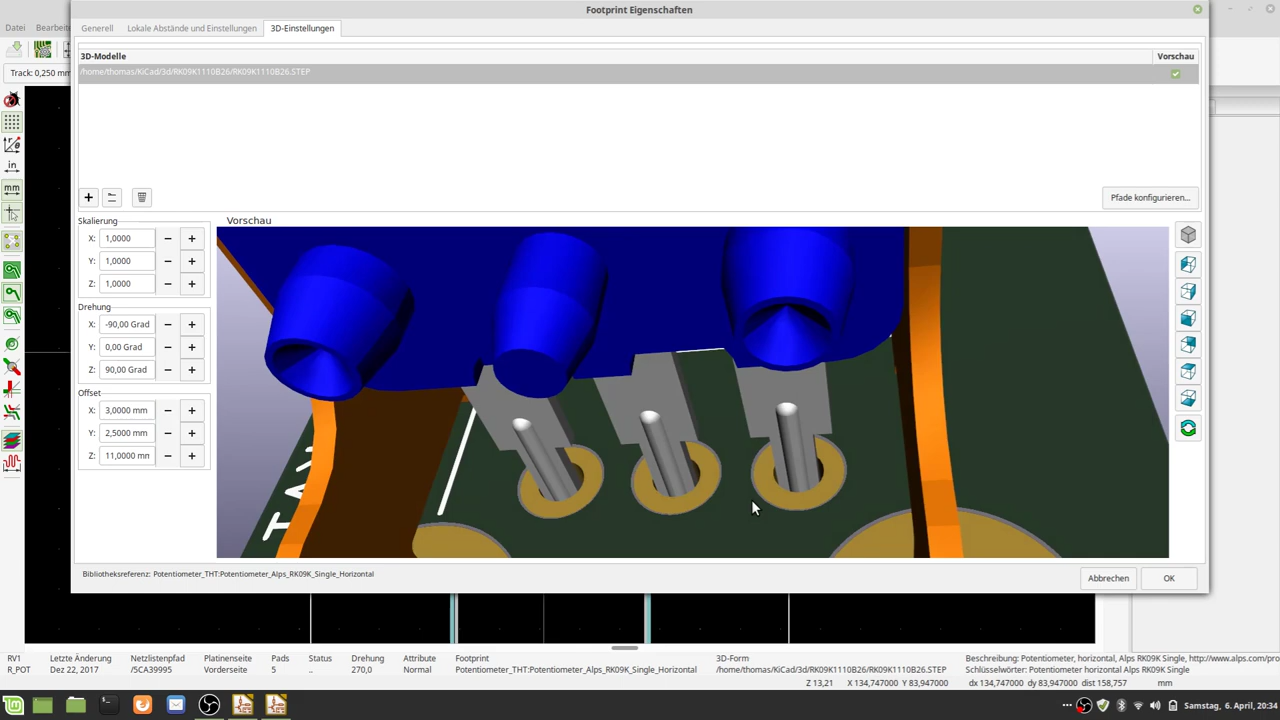 Footprint Eigenschaften
Datei
Generell
Lokale Abstände und Einstellungen
3D-Einstellungen
3D-Modelle
Vorschau
/home/thomas/KiCad/3d/RK09K1110B26/RK09K1110B26.STEP
Track: 0,250 mm
in
mm
Pfade konfigurieren...
Skalierung
X: 1,0000
Y: 1,0000
Z: 1,0000
Drehung
X: -90,00 Grad
Y: 0,00 Grad
Z: 90,00 Grad
Offset
X: 3,0000 mm
Y: 2,5000 mm
Z: 11,0000 mm
Vorschau
Bibliotheksreferenz: Potentiometer_THT:Potentiometer_Alps_RK09K_Single_Horizontal
Abbrechen
OK
RV1
R_POT
Letzte Änderung
Dez 22, 2017
Netzlistenpfad
/5CA39995
Platinenseite
Vorderseite
Pads
5
Status
..
Drehung
270,0
Attribute
Normal
Footprint
Potentiometer_THT:Potentiometer_Alps_RK09K_Single_Horizontal
3D-Form
/home/thomas/KiCad/3d/RK09K1110B26/RK09K1110B26.STEP
Beschreibung: Potentiometer, horizontal, Alps RK09K Single, http://www.alps.com/pro
Schlüsselwörter: Potentiometer horizontal Alps RK09K Single
Z 13,21
X 134,747000 Y 83,947000
dx 134,747000 dy 83,947000 dist 158,757
mm
Samstag, 6. April, 20:34